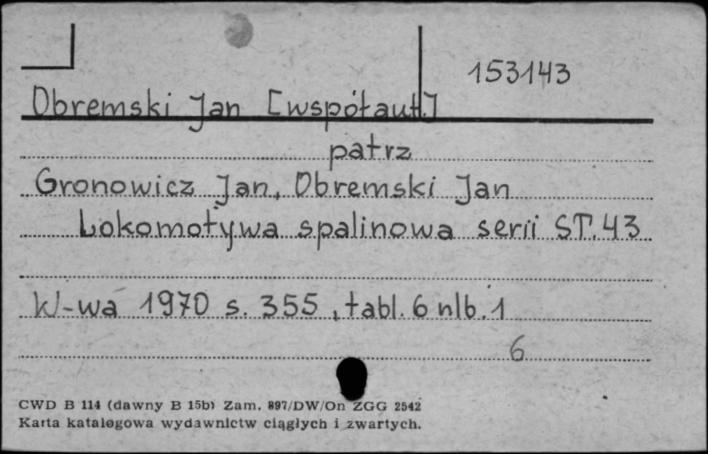 153143
Obremski Jan [współaut.]
patrz
Gronowicz Jan, Obremski Jan
Lokomotywa spalinowa serii ST.43
W-wa 1970 s. 355, tabl. 6 nlb. 1
6
CWD B 114 (dawny B 15b) Zam. 897/DW/On ZGG 2542
Karta katalogowa wydawnictw ciągłych i zwartych.